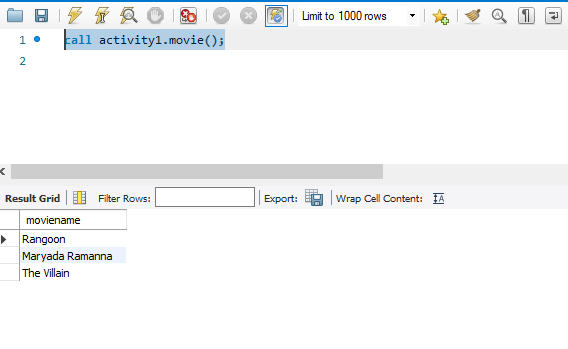 Limit to 1000 rows
1 call activity1.movie();
2
Result Grid Filter Rows: Export: Wrap Cell Content:
moviename
Rangoon
Maryada Ramanna
The Villain